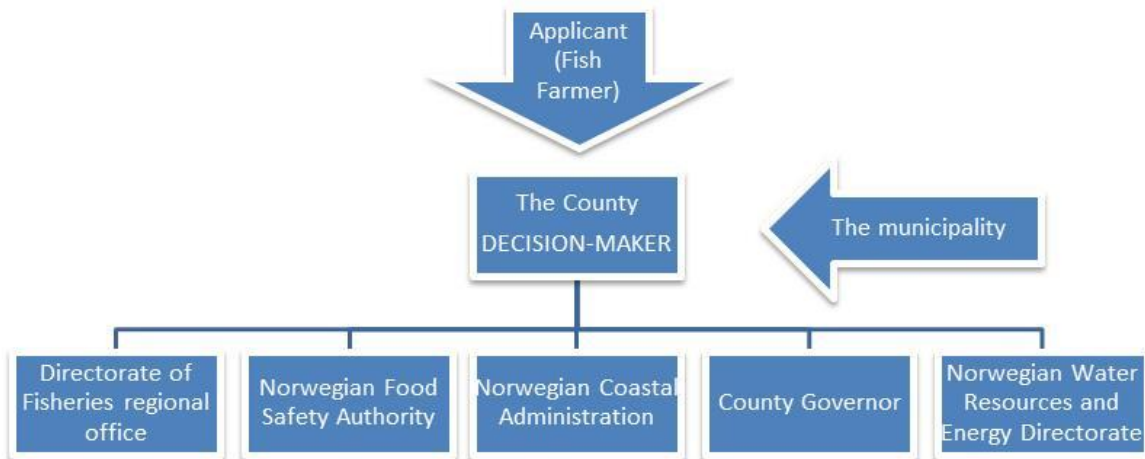 Applicant
(Fish
Farmer)
The County
DECISION-MAKER
The municipality
Directorate of
Fisheries regional
office
Norwegian Food
Safety Authority
Norwegian Coastal
Administration
County Governor
Norwegian Water
Resources and
Energy Directorate